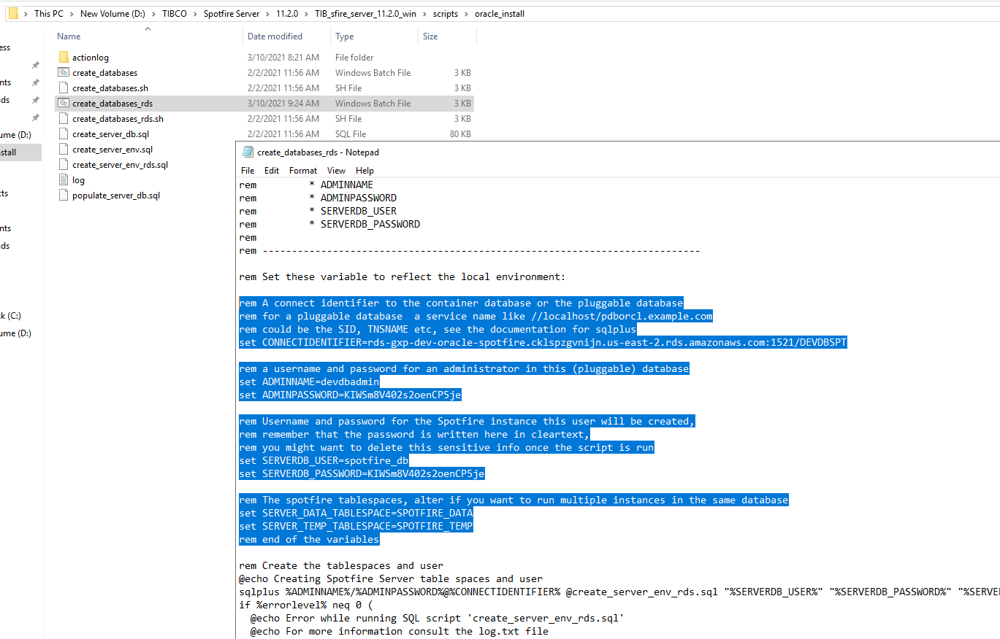 This PC > New Volume (D:) > TIBCO > Spotfire Server > 11.2.0 > TIB_sfire_server_11.2.0_win > scripts > oracle_install
Name Date modified Type Size
actionlog 3/10/2021 8:21 AM File folder
create_databases 2/2/2021 11:56 AM Windows Batch File 3 KB
create_databases.sh 2/2/2021 11:56 AM SH File 3 KB
create_databases_rds 3/10/2021 9:24 AM Windows Batch File 3 KB
create_databases_rds.sh 2/2/2021 11:56 AM SH File 3 KB
create_server_db.sql 2/2/2021 11:56 AM SQL File 80 KB
create_server_env.sql
create_server_env_rds.sql
log
populate_server_db.sql
ess
nts
ds
ume (D:)
stall
cts
nts
ds
k (C:)
ume (D:)
create_databases_rds - Notepad
File Edit Format View Help
rem * ADMINNAME
rem * ADMINPASSWORD
rem * SERVERDB_USER
rem * SERVERDB_PASSWORD
rem
rem ---------------------------------------------------------------------------
rem Set these variable to reflect the local environment:
rem A connect identifier to the container database or the pluggable database
rem for a pluggable database  a service name like //localhost/pdborcl.example.com
rem could be the SID, TNSNAME etc, see the documentation for sqlplus
set CONNECTIDENTIFIER=rds-gxp-dev-oracle-spotfire.cklspzgvnijn.us-east-2.rds.amazonaws.com:1521/DEVDBSPT
rem a username and password for an administrator in this (pluggable) database
set ADMINNAME=devdbadmin
set ADMINPASSWORD=KIWSm8V402s2oenCP5je
rem Username and password for the Spotfire instance this user will be created,
rem remember that the password is written here in cleartext,
rem you might want to delete this sensitive info once the script is run
set SERVERDB_USER=spotfire_db
set SERVERDB_PASSWORD=KIWSm8V402s2oenCP5je
rem The spotfire tablespaces, alter if you want to run multiple instances in the same database
set SERVER_DATA_TABLESPACE=SPOTFIRE_DATA
set SERVER_TEMP_TABLESPACE=SPOTFIRE_TEMP
rem end of the variables
rem Create the tablespaces and user
@echo Creating Spotfire Server table spaces and user
sqlplus %ADMINNAME%/%ADMINPASSWORD%@%CONNECTIDENTIFIER% @create_server_env_rds.sql "%SERVERDB_USER%" "%SERVERDB_PASSWORD%" "%SERVE
if %errorlevel% neq 0 (
@echo Error while running SQL script 'create_server_env_rds.sql'
@echo For more information consult the log.txt file